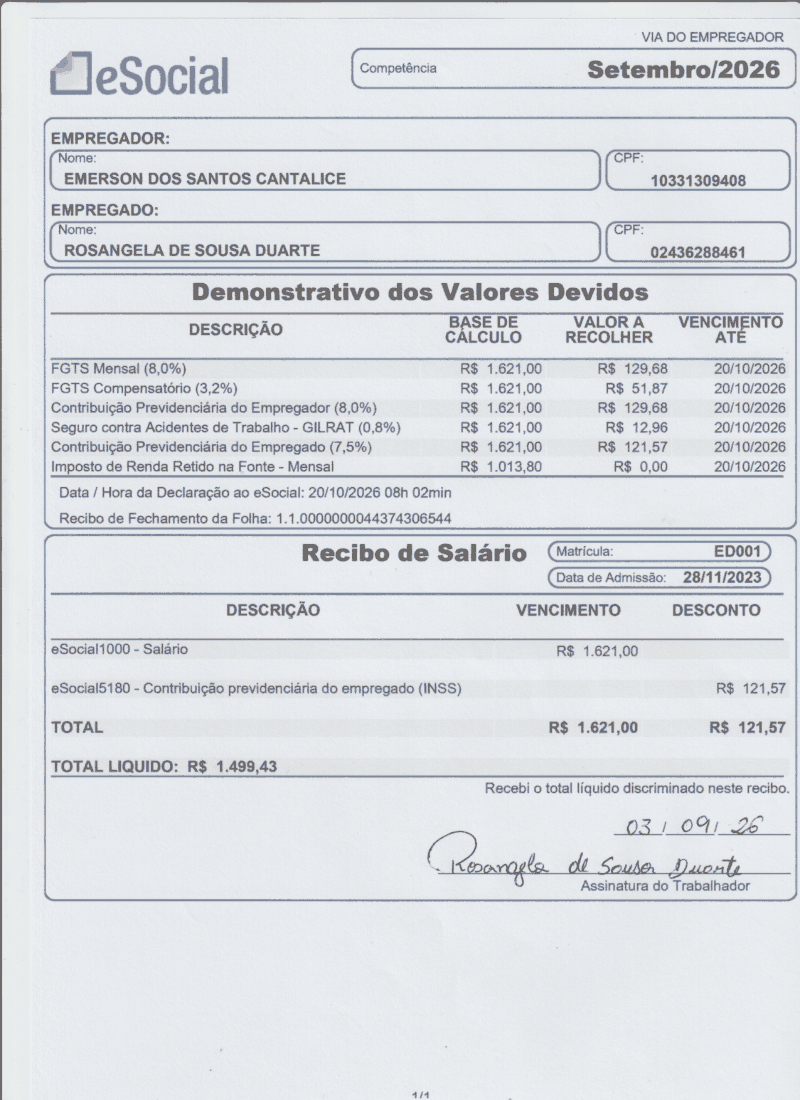 VIA DO EMPREGADOR
eSocial
Competência Setembro/2026
EMPREGADOR:
Nome: CPF:
EMERSON DOS SANTOS CANTALICE 10331309408
EMPREGADO:
Nome: CPF:
ROSANGELA DE SOUSA DUARTE 02436288461
Demonstrativo dos Valores Devidos
DESCRIÇÃO BASE DE CÁLCULO VALOR A RECOLHER VENCIMENTO ATÉ
FGTS Mensal (8,0%) R$ 1.621,00 R$ 129,68 20/10/2026
FGTS Compensatório (3,2%) R$ 1.621,00 R$ 51,87 20/10/2026
Contribuição Previdenciária do Empregador (8,0%) R$ 1.621,00 R$ 129,68 20/10/2026
Seguro contra Acidentes de Trabalho - GILRAT (0,8%) R$ 1.621,00 R$ 12,96 20/10/2026
Contribuição Previdenciária do Empregado (7,5%) R$ 1.621,00 R$ 121,57 20/10/2026
Imposto de Renda Retido na Fonte - Mensal R$ 1.013,80 R$ 0,00 20/10/2026
Data / Hora da Declaração ao eSocial: 20/10/2026 08h 02min
Recibo de Fechamento da Folha: 1.1.0000000044374306544
Recibo de Salário
Matrícula: ED001
Data de Admissão: 28/11/2023
DESCRIÇÃO VENCIMENTO DESCONTO
eSocial1000 - Salário R$ 1.621,00
eSocial5180 - Contribuição previdenciária do empregado (INSS) R$ 121,57
TOTAL R$ 1.621,00 R$ 121,57
TOTAL LIQUIDO: R$ 1.499,43
Recebi o total líquido discriminado neste recibo.
03 / 09 / 26
Rosangela de Sousa Duarte
Assinatura do Trabalhador
1/1